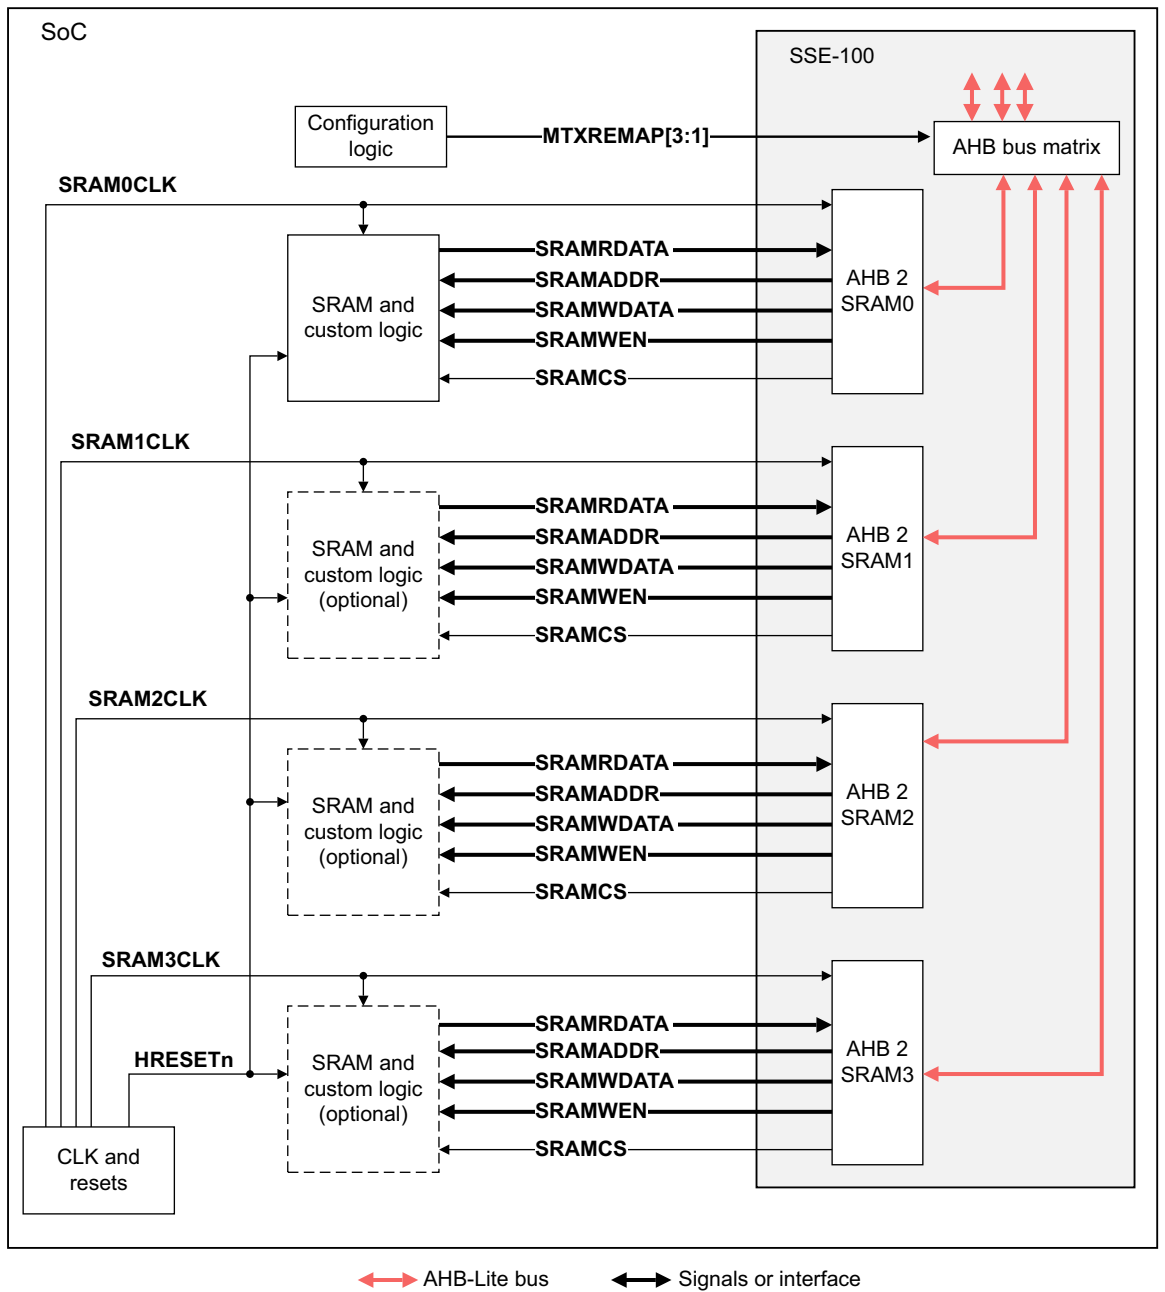 SoC
SSE-100
Configuration
logic
MTXREMAP[3:1]
AHB bus matrix
SRAM0CLK
SRAM and
custom logic
SRAMRDATA
SRAMADDR
SRAMWDATA
SRAMWEN
SRAMCS
AHB 2
SRAM0
SRAM1CLK
SRAM and
custom logic
(optional)
SRAMRDATA
SRAMADDR
SRAMWDATA
SRAMWEN
SRAMCS
AHB 2
SRAM1
SRAM2CLK
SRAM and
custom logic
(optional)
SRAMRDATA
SRAMADDR
SRAMWDATA
SRAMWEN
SRAMCS
AHB 2
SRAM2
SRAM3CLK
HRESETn
SRAM and
custom logic
(optional)
SRAMRDATA
SRAMADDR
SRAMWDATA
SRAMWEN
SRAMCS
AHB 2
SRAM3
CLK and
resets
AHB-Lite bus
Signals or interface